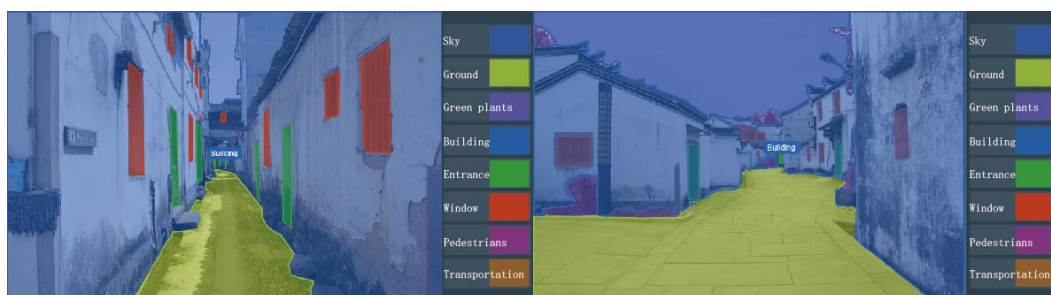 Sky
Ground
Green plants
Building
Entrance
Window
Pedestrians
Transportation
Building
Sky
Ground
Green plants
Building
Entrance
Window
Pedestrians
Transportation
Building